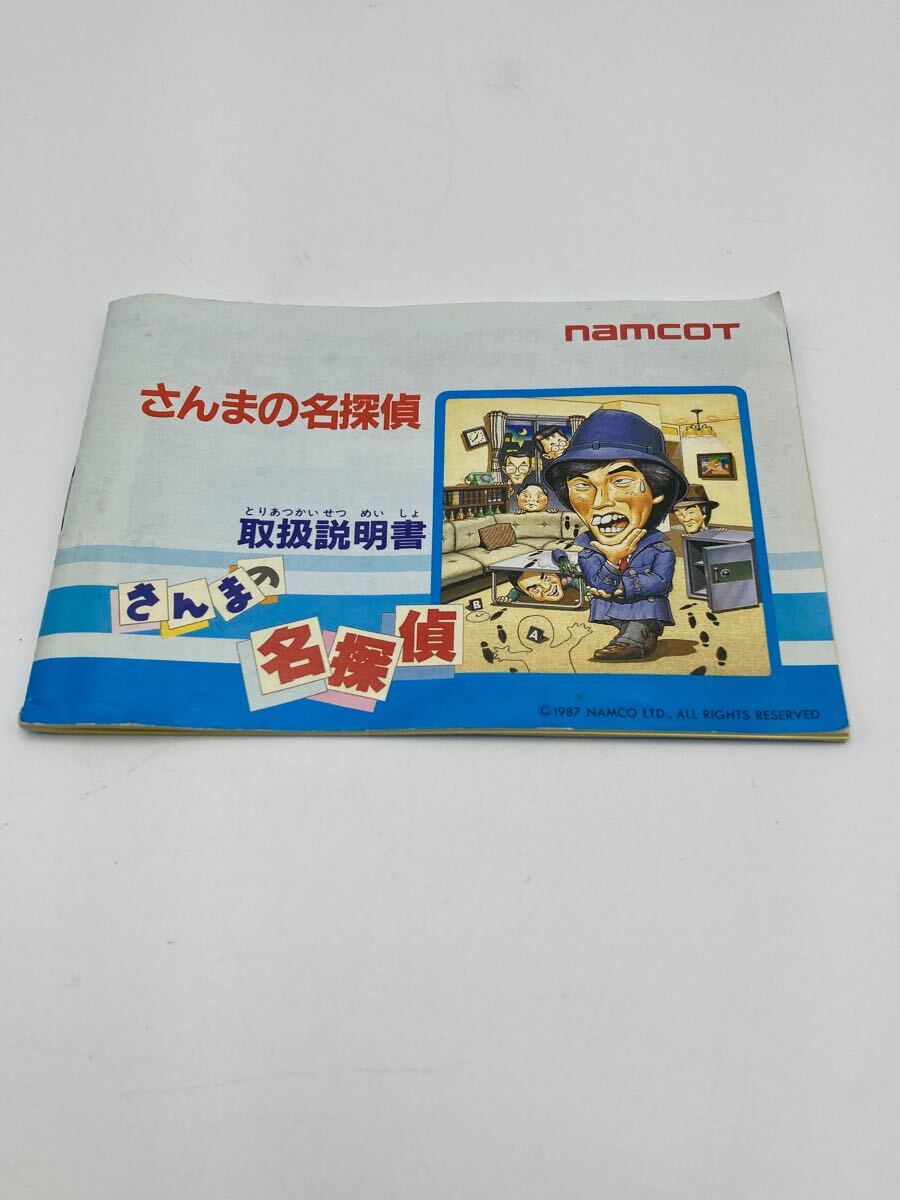 namcoT
さんまの名探偵
とりあつかいせつ めい しょ
取扱説明書
さんまの
名探偵
B
A
©1987 NAMCO LTD., ALL RIGHTS RESERVED